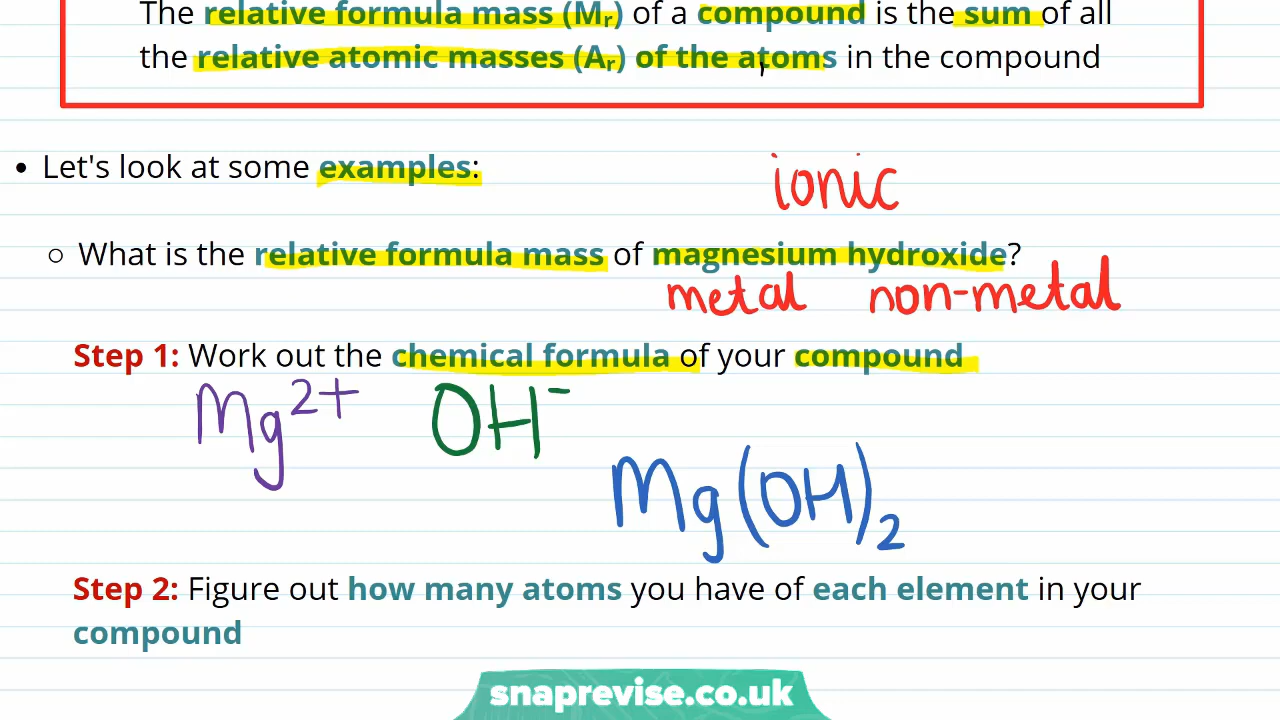 The relative formula mass (Mᵣ) of a compound is the sum of all
the relative atomic masses (Aᵣ) of the atoms in the compound
• Let's look at some examples:
ionic
○ What is the relative formula mass of magnesium hydroxide?
metal non-metal
Step 1: Work out the chemical formula of your compound
Mg²⁺ OH⁻
Mg(OH)₂
Step 2: Figure out how many atoms you have of each element in your
compound
snaprevise.co.uk